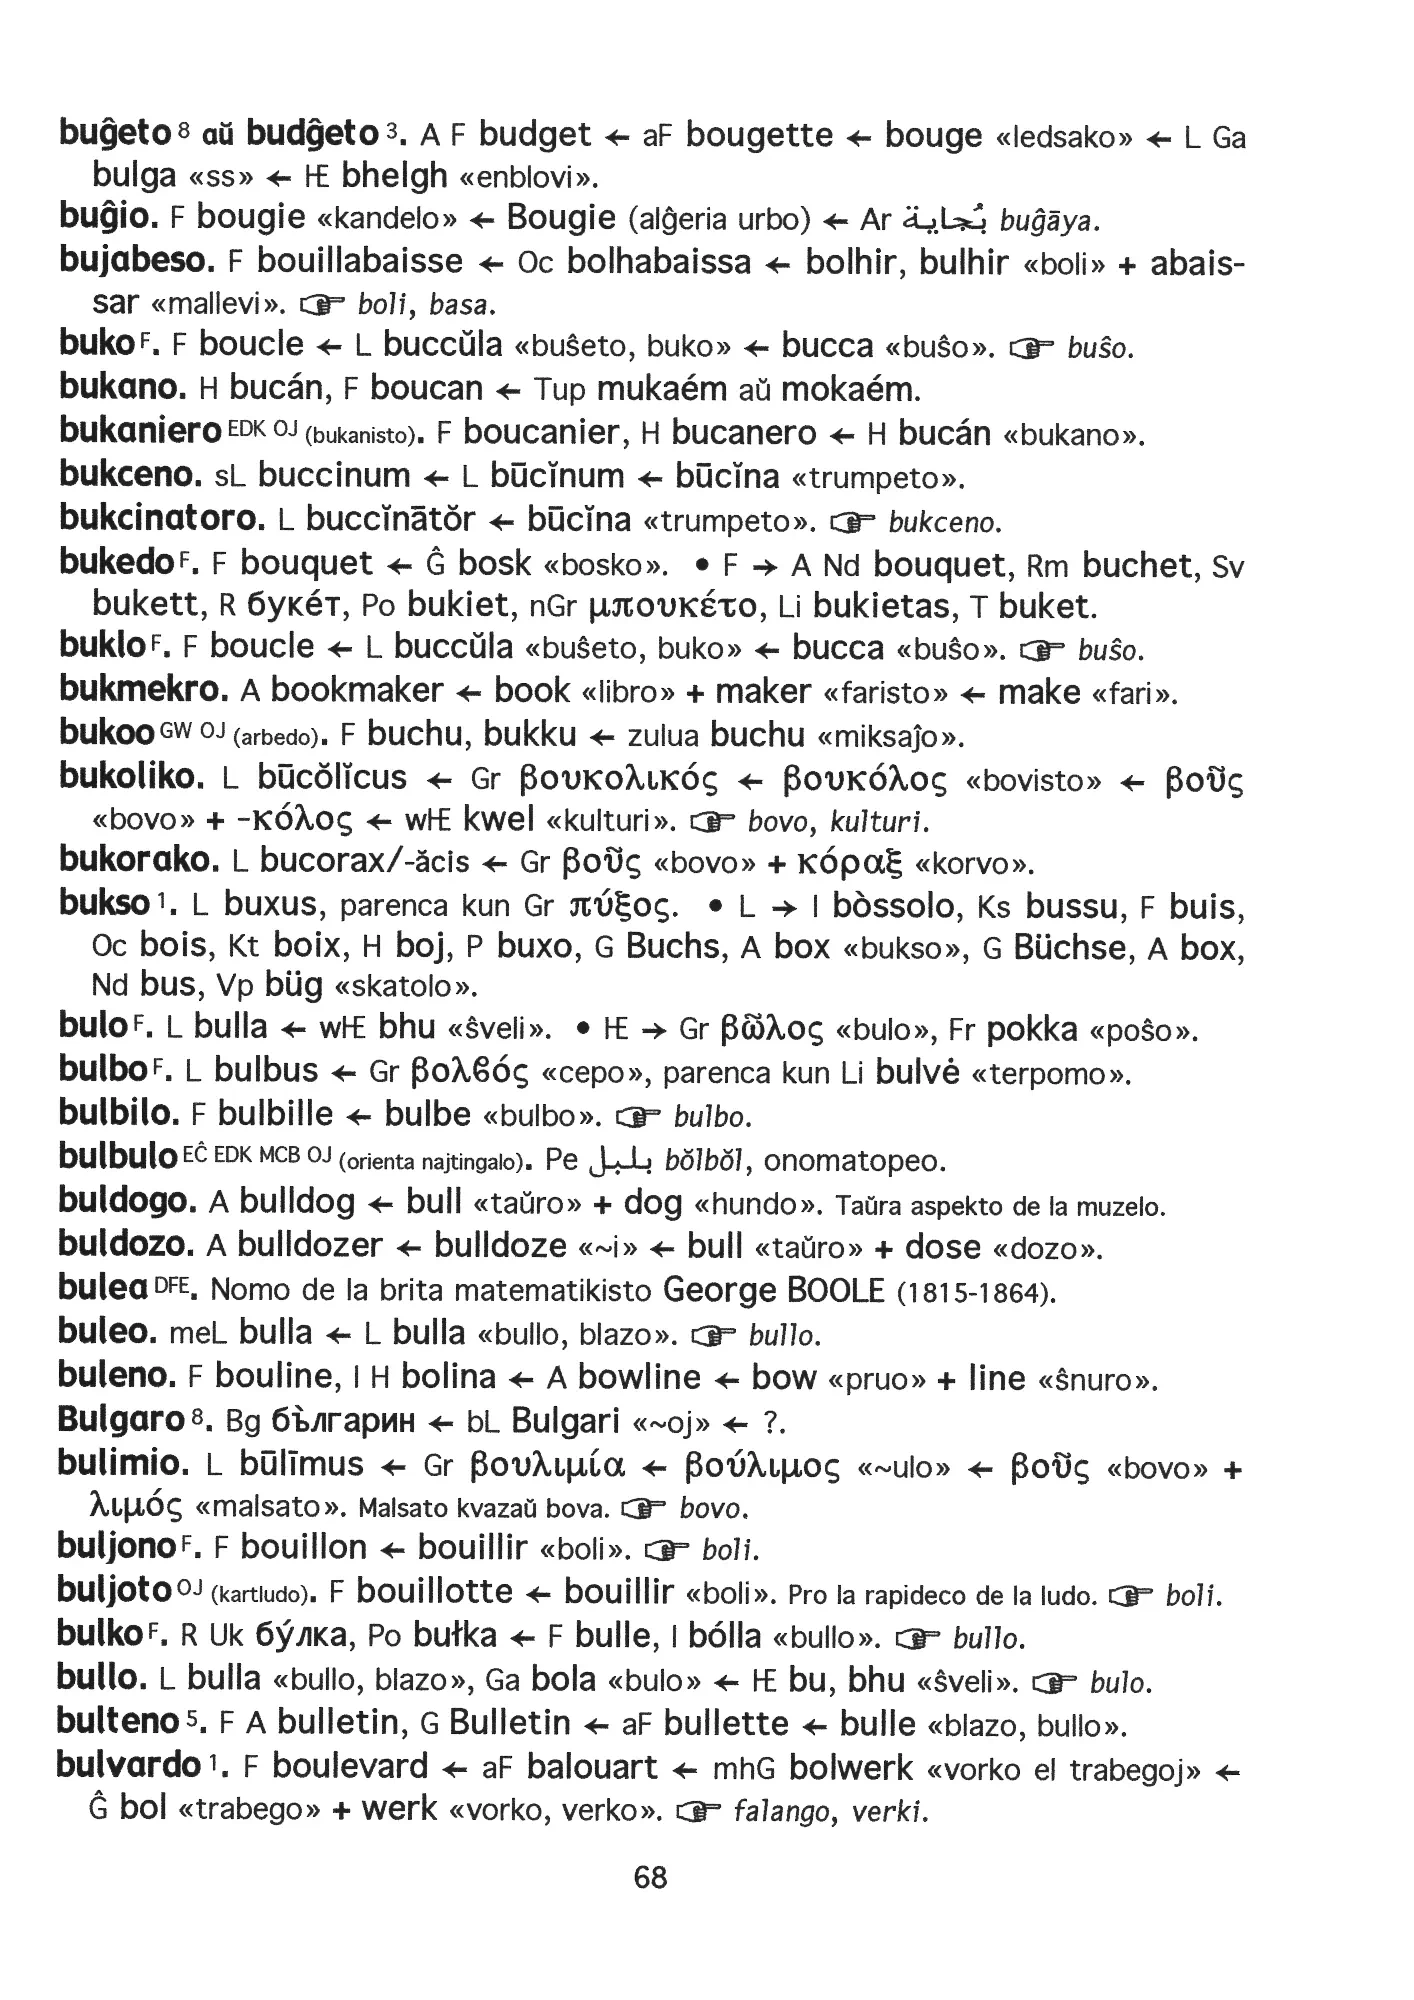 buĝeto 8 aŭ budĝeto 3. A F budget ← aF bougette ← bouge «ledsako» ← L Ga
bulga «ss» ← IE bhelgh «enblovi».
buĝio. F bougie «kandelo» ← Bougie (alĝeria urbo) ← Ar بُجاية buĝāya.
bujabeso. F bouillabaisse ← Oc bolhabaissa ← bolhir, bulhir «boli» + abais-
sar «mallevi». ☞ boli, basa.
buko F. F boucle ← L buccŭla «buŝeto, buko» ← bucca «buŝo». ☞ buŝo.
bukano. H bucán, F boucan ← Tup mukaém aŭ mokaém.
bukaniero EDK OJ (bukanisto). F boucanier, H bucanero ← H bucán «bukano».
bukceno. sL buccinum ← L būcĭnum ← būcĭna «trumpeto».
bukcinatoro. L buccĭnātŏr ← būcĭna «trumpeto». ☞ bukceno.
bukedo F. F bouquet ← Ĝ bosk «bosko». • F → A Nd bouquet, Rm buchet, Sv
bukett, R букéт, Po bukiet, nGr μπουκέτο, Li bukietas, T buket.
buklo F. F boucle ← L buccŭla «buŝeto, buko» ← bucca «buŝo». ☞ buŝo.
bukmekro. A bookmaker ← book «libro» + maker «faristo» ← make «fari».
bukoo GW OJ (arbedo). F buchu, bukku ← zulua buchu «miksaĵo».
bukoliko. L būcŏlĭcus ← Gr βουκολικός ← βουκόλος «bovisto» ← βοῦς
«bovo» + -κόλος ← wIE kwel «kulturi». ☞ bovo, kulturi.
bukorako. L bucorax/-ăcis ← Gr βοῦς «bovo» + κόραξ «korvo».
bukso 1. L buxus, parenca kun Gr πύξος. • L → I bòssolo, Ks bussu, F buis,
Oc bois, Kt boix, H boj, P buxo, G Buchs, A box «bukso», G Büchse, A box,
Nd bus, Vp büg «skatolo».
bulo F. L bulla ← wIE bhu «ŝveli». • IE → Gr βῶλος «bulo», Fr pokka «poŝo».
bulbo F. L bulbus ← Gr βολϐός «cepo», parenca kun Li bulvė «terpomo».
bulbilo. F bulbille ← bulbe «bulbo». ☞ bulbo.
bulbulo EĈ EDK MCB OJ (orienta najtingalo). Pe بلبل bŏlbŏl, onomatopeo.
buldogo. A bulldog ← bull «taŭro» + dog «hundo». Taŭra aspekto de la muzelo.
buldozo. A bulldozer ← bulldoze «~i» ← bull «taŭro» + dose «dozo».
bulea DFE. Nomo de la brita matematikisto George BOOLE (1815-1864).
buleo. meL bulla ← L bulla «bullo, blazo». ☞ bullo.
buleno. F bouline, I H bolina ← A bowline ← bow «pruo» + line «ŝnuro».
Bulgaro 8. Bg бъ̀лгарин ← bL Bulgari «~oj» ← ?.
bulimio. L būlīmus ← Gr βουλιμία ← βούλιμος «~ulo» ← βοῦς «bovo» +
λιμός «malsato». Malsato kvazaŭ bova. ☞ bovo.
buljono F. F bouillon ← bouillir «boli». ☞ boli.
buljoto OJ (kartludo). F bouillotte ← bouillir «boli». Pro la rapideco de la ludo. ☞ boli.
bulko F. R Uk бýлка, Po bułka ← F bulle, I bólla «bullo». ☞ bullo.
bullo. L bulla «bullo, blazo», Ga bola «bulo» ← IE bu, bhu «ŝveli». ☞ bulo.
bulteno 5. F A bulletin, G Bulletin ← aF bullette ← bulle «blazo, bullo».
bulvardo 1. F boulevard ← aF balouart ← mhG bolwerk «vorko el trabegoj» ←
Ĝ bol «trabego» + werk «vorko, verko». ☞ falango, verki.
68